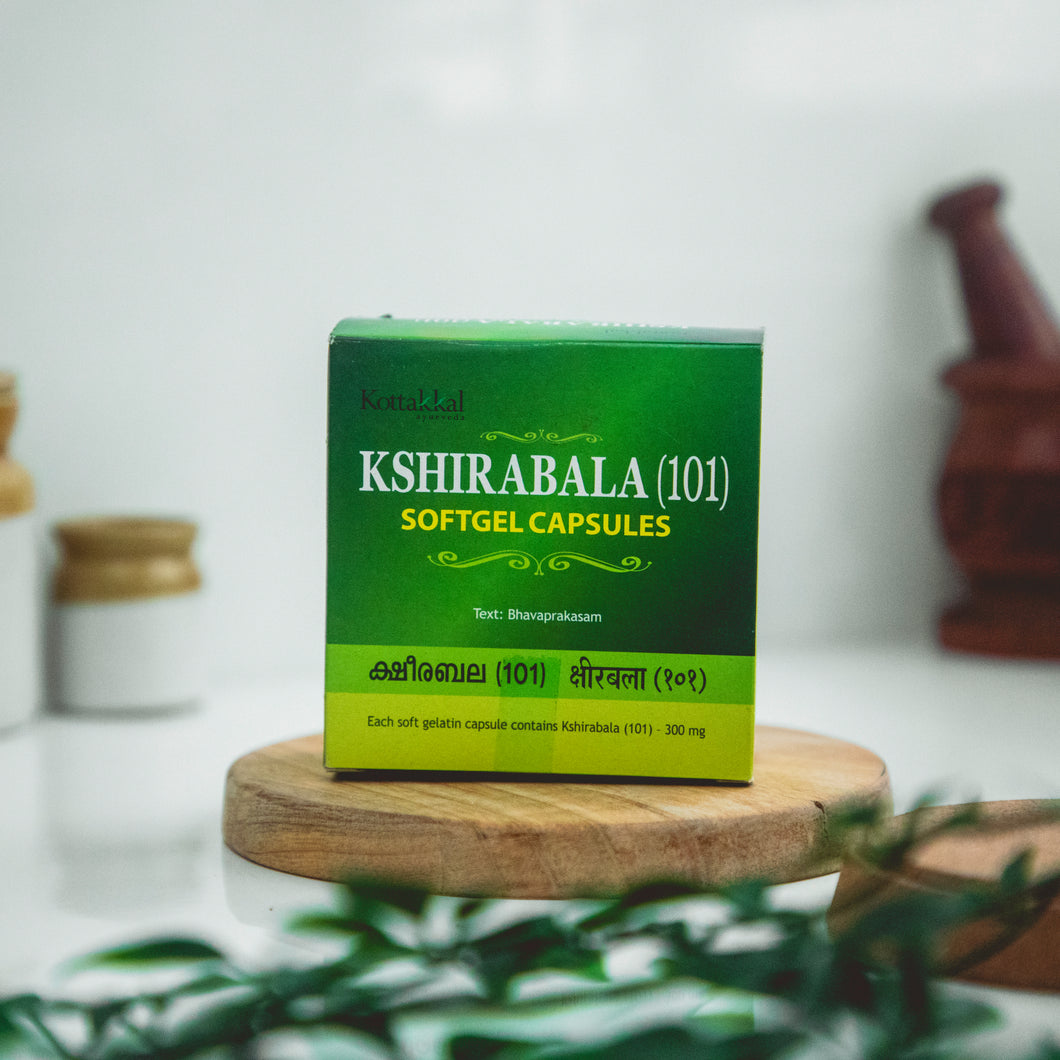 Kottakkal
ayurveda
KSHIRABALA (101)
SOFTGEL CAPSULES
Text: Bhavaprakasam
ക്ഷീരബല (101) क्षीरबला (१०१)
Each soft gelatin capsule contains Kshirabala (101) - 300 mg